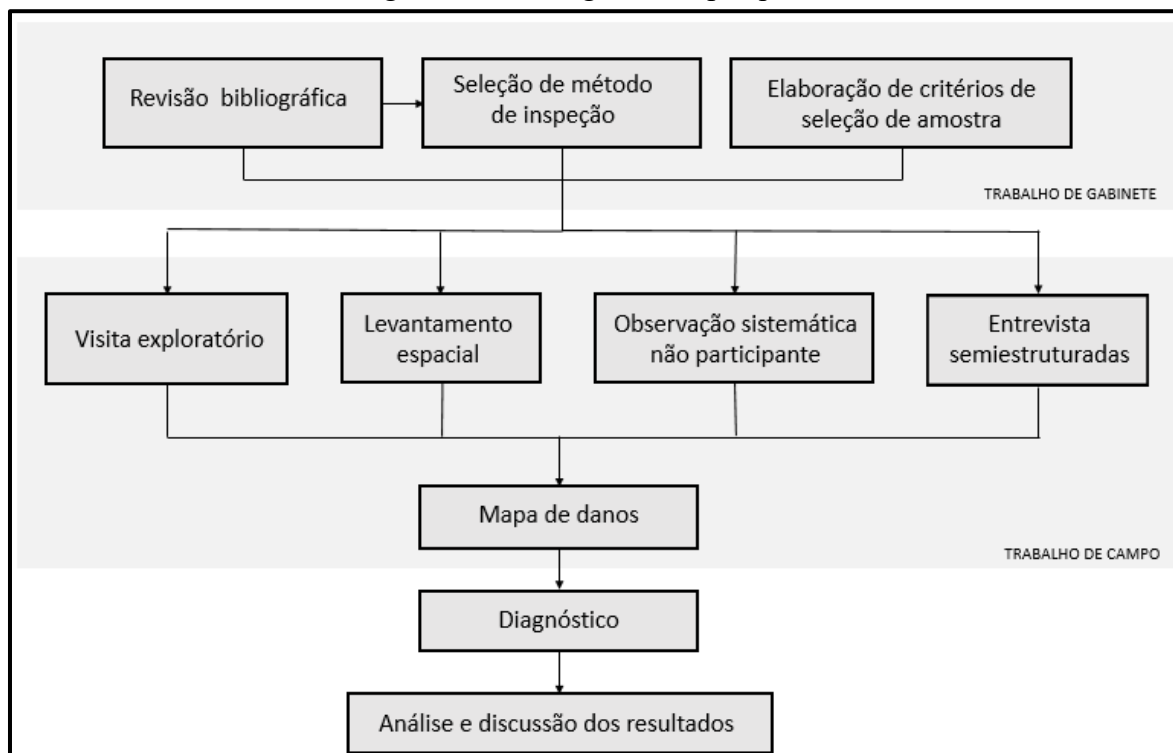 Revisão bibliográfica
Seleção de método
de inspeção
Elaboração de critérios de
seleção de amostra
TRABALHO DE GABINETE
Visita exploratório
Levantamento
espacial
Observação sistemática
não participante
Entrevista
semiestruturadas
Mapa de danos
TRABALHO DE CAMPO
Diagnóstico
Análise e discussão dos resultados